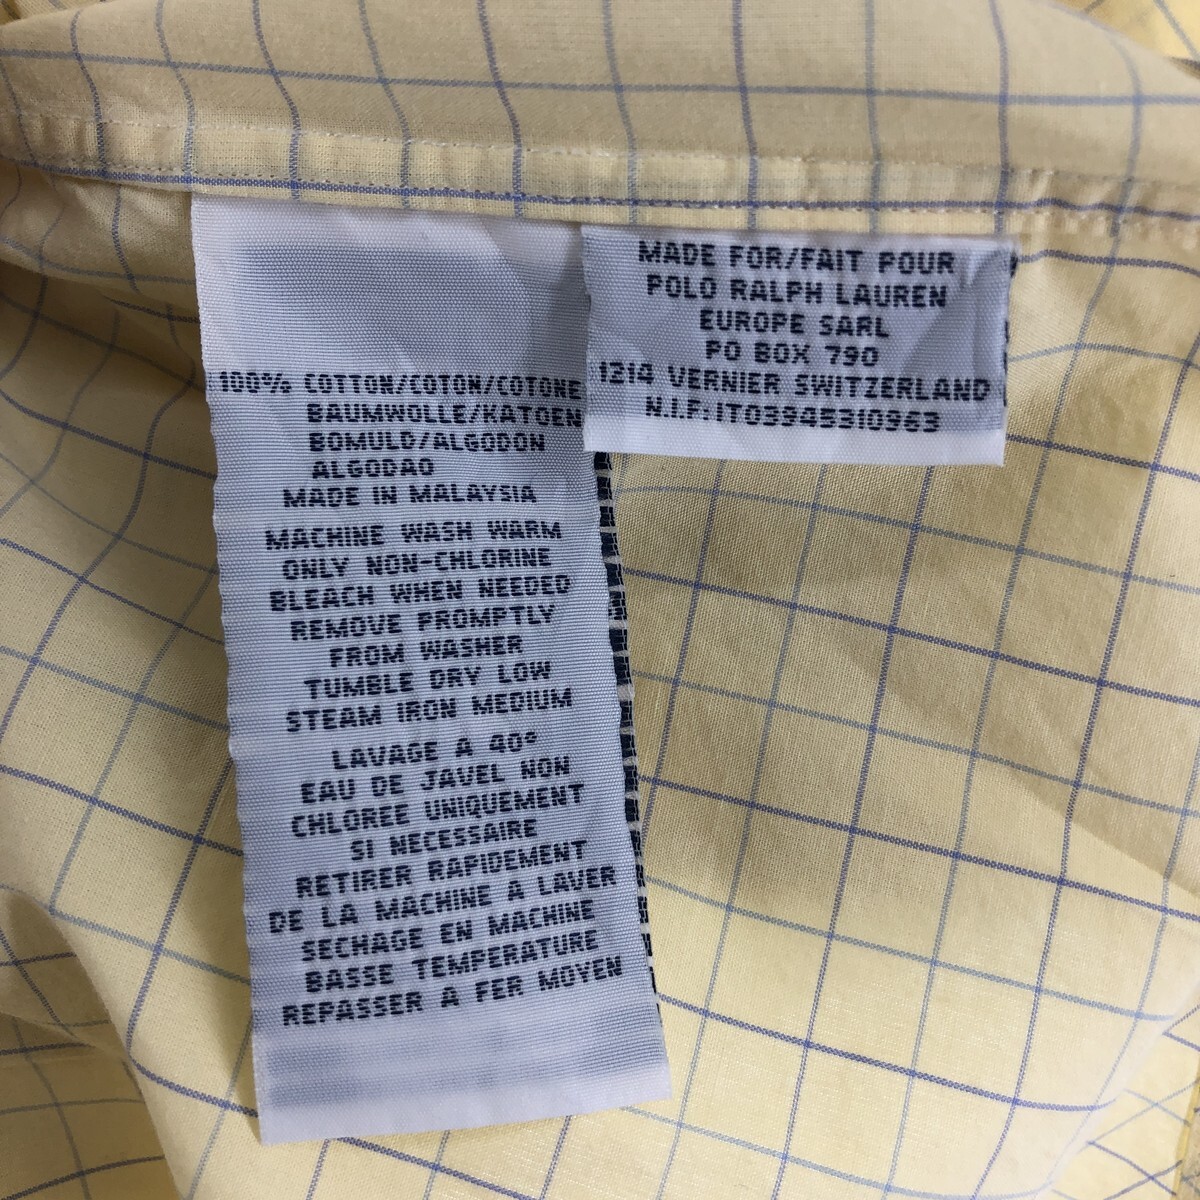 100% COTTON/COTON/COTONE
BAUMWOLLE/KATOEN
BOMULD/ALGODON
ALGODAO
MADE IN MALAYSIA
MACHINE WASH WARM
ONLY NON-CHLORINE
BLEACH WHEN NEEDED
REMOVE PROMPTLY
FROM WASHER
TUMBLE DRY LOW
STEAM IRON MEDIUM
LAVAGE A 40°
EAU DE JAVEL NON
CHLOREE UNIQUEMENT
SI NECESSAIRE
RETIRER RAPIDEMENT
DE LA MACHINE A LAVER
SECHAGE EN MACHINE
BASSE TEMPERATURE
REPASSER A FER MOYEN
MADE FOR/FAIT POUR
POLO RALPH LAUREN
EUROPE SARL
PO BOX 790
1214 VERNIER SWITZERLAND
N.I.F:IT03945310963